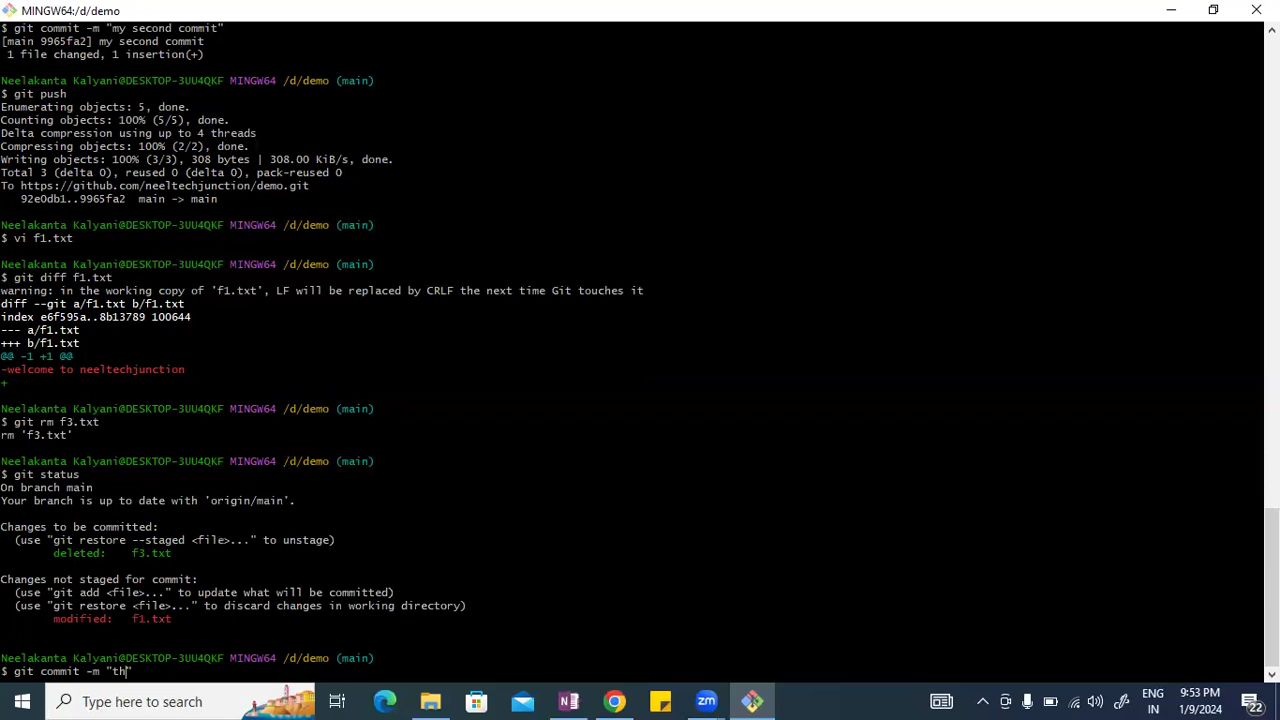 MINGW64:/d/demo
$ git commit -m "my second commit"
[main 9965fa2] my second commit
 1 file changed, 1 insertion(+)
Neelakanta Kalyani@DESKTOP-3UU4QKF MINGW64 /d/demo (main)
$ git push
Enumerating objects: 5, done.
Counting objects: 100% (5/5), done.
Delta compression using up to 4 threads
Compressing objects: 100% (2/2), done.
Writing objects: 100% (3/3), 308 bytes | 308.00 KiB/s, done.
Total 3 (delta 0), reused 0 (delta 0), pack-reused 0
To https://github.com/neeltechjunction/demo.git
   92e0db1..9965fa2  main -> main
Neelakanta Kalyani@DESKTOP-3UU4QKF MINGW64 /d/demo (main)
$ vi f1.txt
Neelakanta Kalyani@DESKTOP-3UU4QKF MINGW64 /d/demo (main)
$ git diff f1.txt
warning: in the working copy of 'f1.txt', LF will be replaced by CRLF the next time Git touches it
diff --git a/f1.txt b/f1.txt
index e6f595a..8b13789 100644
--- a/f1.txt
+++ b/f1.txt
@@ -1 +1 @@
-welcome to neeltechjunction
+
Neelakanta Kalyani@DESKTOP-3UU4QKF MINGW64 /d/demo (main)
$ git rm f3.txt
rm 'f3.txt'
Neelakanta Kalyani@DESKTOP-3UU4QKF MINGW64 /d/demo (main)
$ git status
On branch main
Your branch is up to date with 'origin/main'.
Changes to be committed:
  (use "git restore --staged <file>..." to unstage)
        deleted:    f3.txt
Changes not staged for commit:
  (use "git add <file>..." to update what will be committed)
  (use "git restore <file>..." to discard changes in working directory)
        modified:   f1.txt
Neelakanta Kalyani@DESKTOP-3UU4QKF MINGW64 /d/demo (main)
$ git commit -m "th"
Type here to search
zm
ENG
IN
9:53 PM
1/9/2024
22